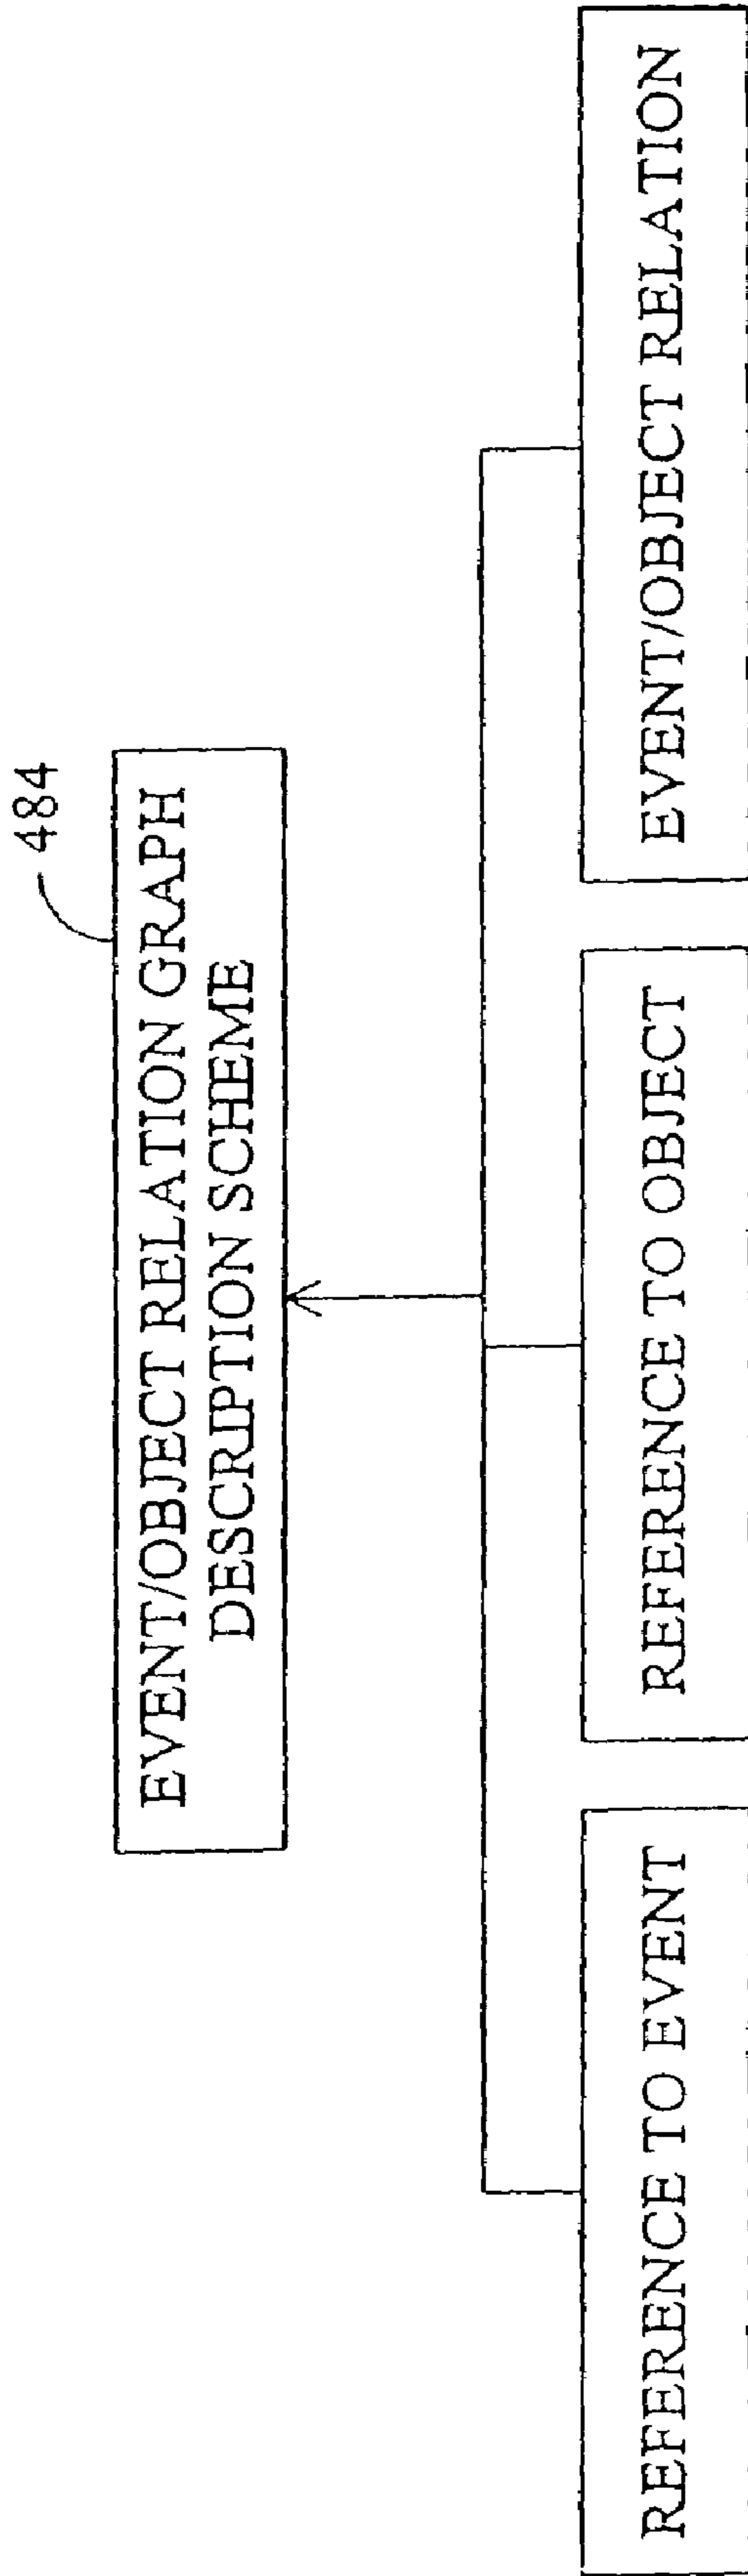 484
EVENT/OBJECT RELATION GRAPH
DESCRIPTION SCHEME
REFERENCE TO EVENT
REFERENCE TO OBJECT
EVENT/OBJECT RELATION